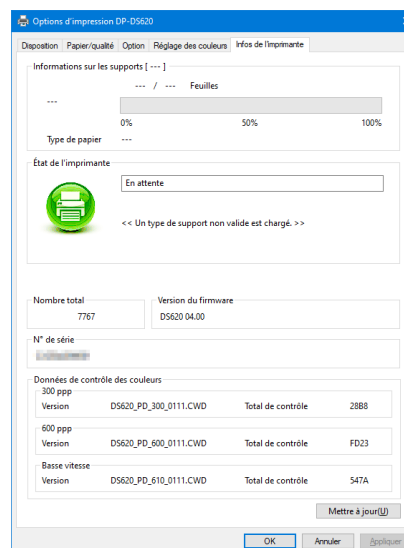 Options d'impression DP-DS620
Disposition Papier/qualité Option Réglage des couleurs Infos de l'imprimante
Informations sur les supports [ --- ]
--- / --- Feuilles
---
0% 50% 100%
Type de papier ---
État de l'imprimante
En attente
<< Un type de support non valide est chargé. >>
Nombre total Version du firmware
7767 DS620 04.00
N° de série
Données de contrôle des couleurs
300 ppp
Version DS620_PD_300_0111.CWD Total de contrôle 28B8
600 ppp
Version DS620_PD_600_0111.CWD Total de contrôle FD23
Basse vitesse
Version DS620_PD_610_0111.CWD Total de contrôle 547A
Mettre à jour(U)
OK Annuler Appliquer